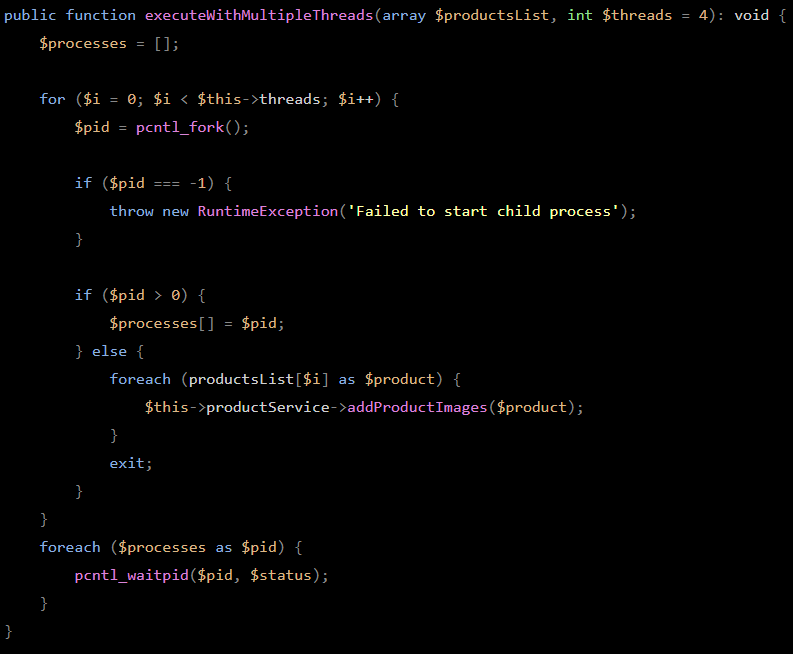 public function executeWithMultipleThreads(array $productsList, int $threads = 4): void {
    $processes = [];

    for ($i = 0; $i < $this->threads; $i++) {
        $pid = pcntl_fork();

        if ($pid === -1) {
            throw new RuntimeException('Failed to start child process');
        }

        if ($pid > 0) {
            $processes[] = $pid;
        } else {
            foreach (productsList[$i] as $product) {
                $this->productService->addProductImages($product);
            }
            exit;
        }
    }
    foreach ($processes as $pid) {
        pcntl_waitpid($pid, $status);
    }
}